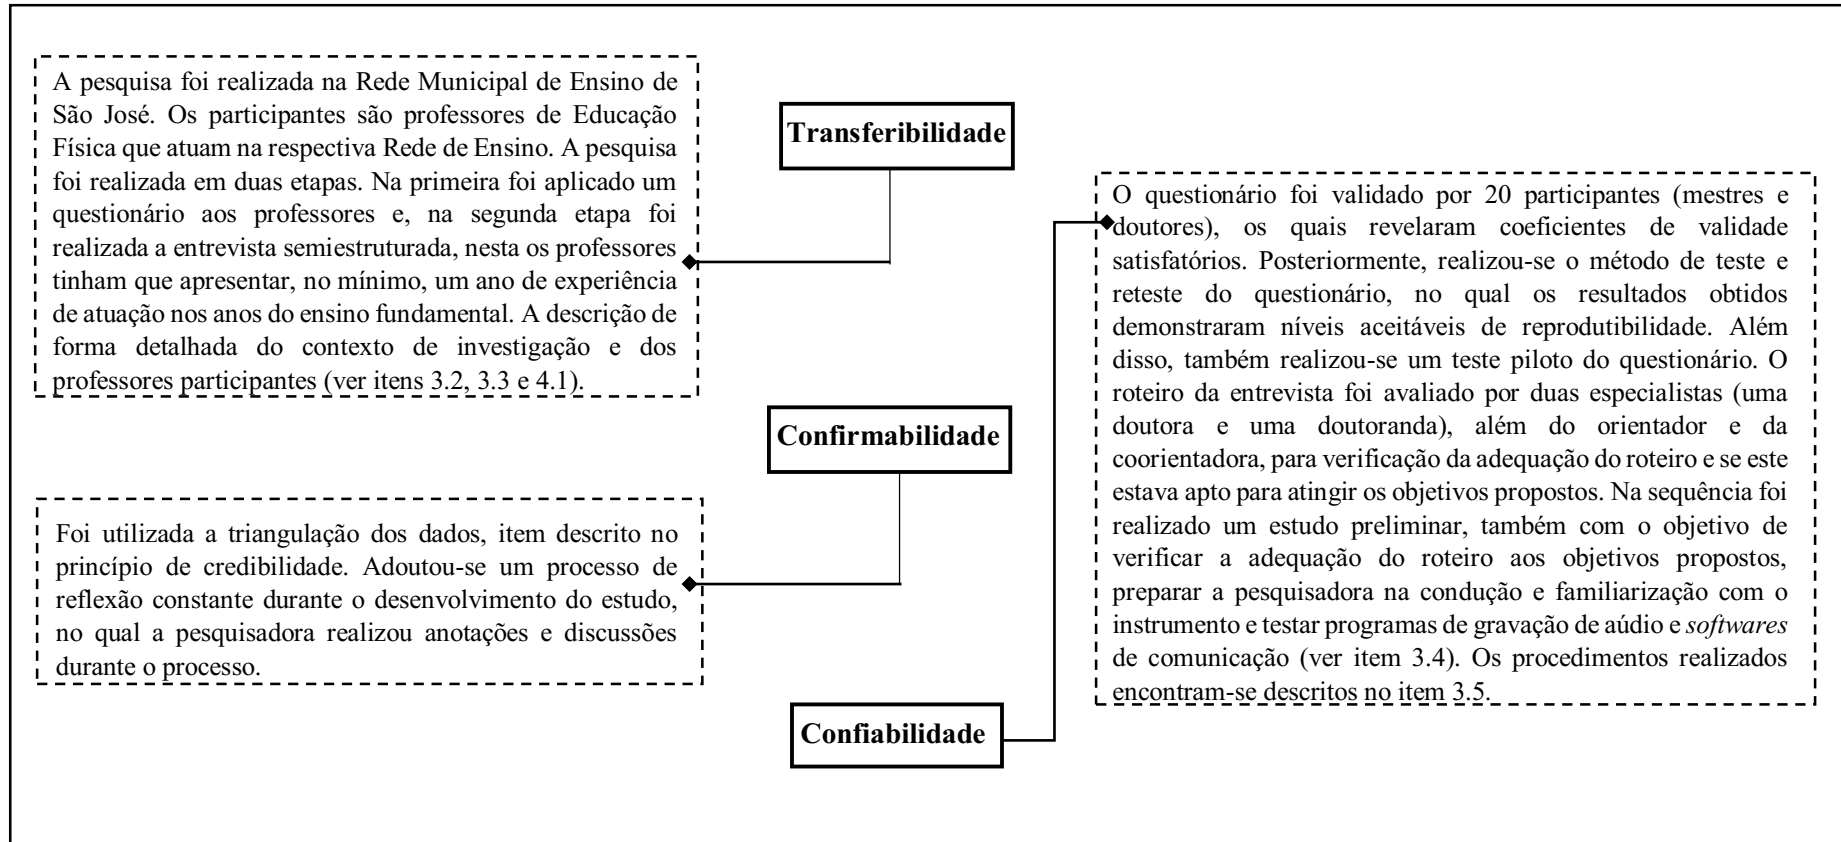 A pesquisa foi realizada na Rede Municipal de Ensino de
São José. Os participantes são professores de Educação
Física que atuam na respectiva Rede de Ensino. A pesquisa
foi realizada em duas etapas. Na primeira foi aplicado um
questionário aos professores e, na segunda etapa foi
realizada a entrevista semiestruturada, nesta os professores
tinham que apresentar, no mínimo, um ano de experiência
de atuação nos anos do ensino fundamental. A descrição de
forma detalhada do contexto de investigação e dos
professores participantes (ver itens 3.2, 3.3 e 4.1).
Transferibilidade
Confirmabilidade
Foi utilizada a triangulação dos dados, item descrito no
princípio de credibilidade. Adoutou-se um processo de
reflexão constante durante o desenvolvimento do estudo,
no qual a pesquisadora realizou anotações e discussões
durante o processo.
Confiabilidade
O questionário foi validado por 20 participantes (mestres e
doutores), os quais revelaram coeficientes de validade
satisfatórios. Posteriormente, realizou-se o método de teste e
reteste do questionário, no qual os resultados obtidos
demonstraram níveis aceitáveis de reprodutibilidade. Além
disso, também realizou-se um teste piloto do questionário. O
roteiro da entrevista foi avaliado por duas especialistas (uma
doutora e uma doutoranda), além do orientador e da
coorientadora, para verificação da adequação do roteiro e se este
estava apto para atingir os objetivos propostos. Na sequência foi
realizado um estudo preliminar, também com o objetivo de
verificar a adequação do roteiro aos objetivos propostos,
preparar a pesquisadora na condução e familiarização com o
instrumento e testar programas de gravação de aúdio e softwares
de comunicação (ver item 3.4). Os procedimentos realizados
encontram-se descritos no item 3.5.